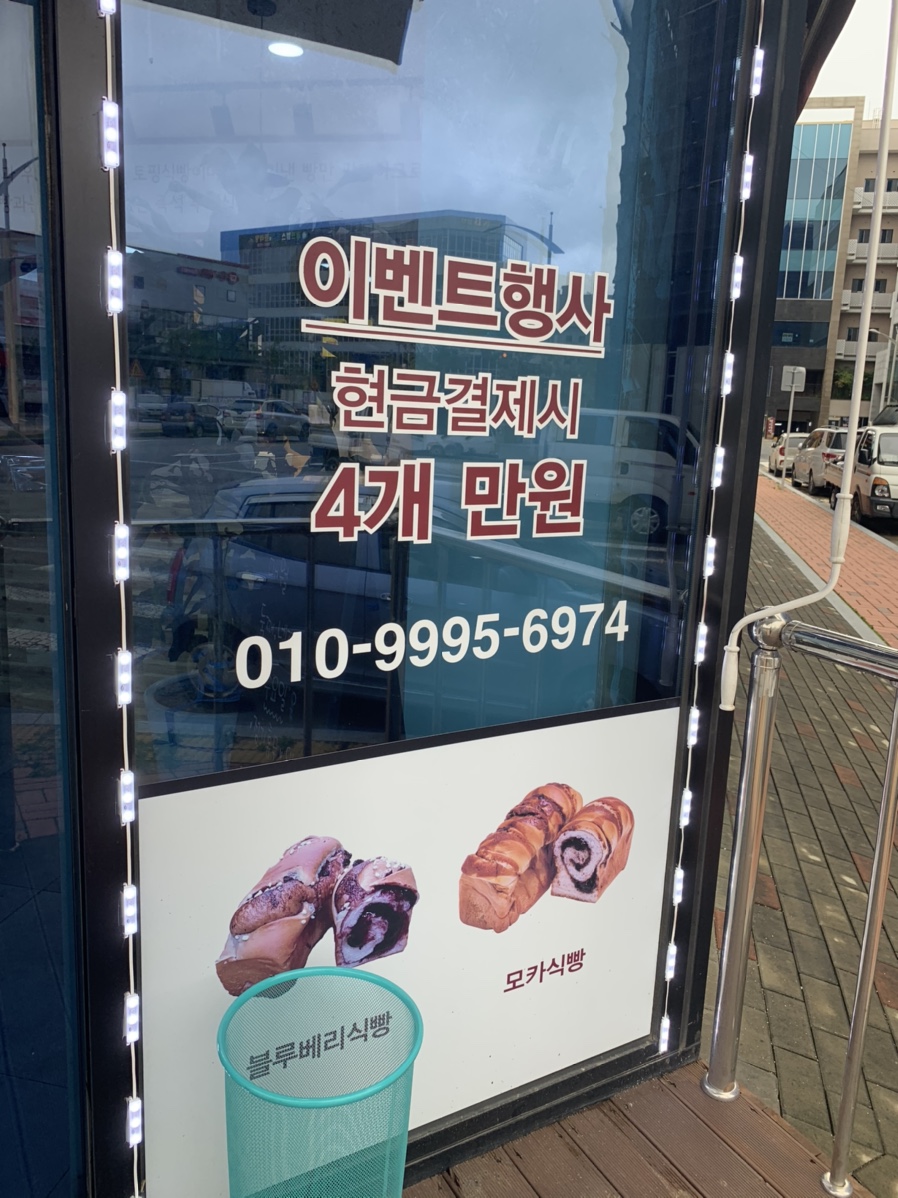 이벤트행사
현금결제시
4개 만원
010-9995-6974
모카식빵
블루베리식빵